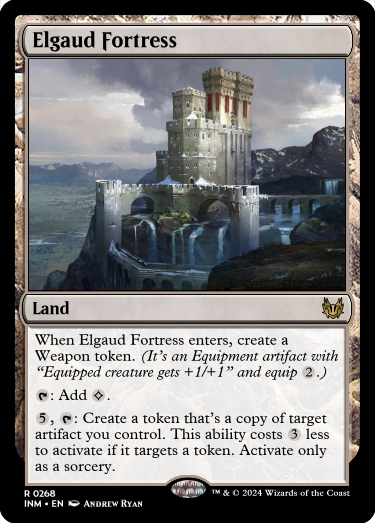 Elgaud Fortress
Land
When Elgaud Fortress enters, create a
Weapon token. (It's an Equipment artifact with
“Equipped creature gets +1/+1” and equip 2.)
: Add .
5, : Create a token that's a copy of target
artifact you control. This ability costs 3 less
to activate if it targets a token. Activate only
as a sorcery.
R 0268
INM • EN Andrew Ryan
™ & © 2024 Wizards of the Coast